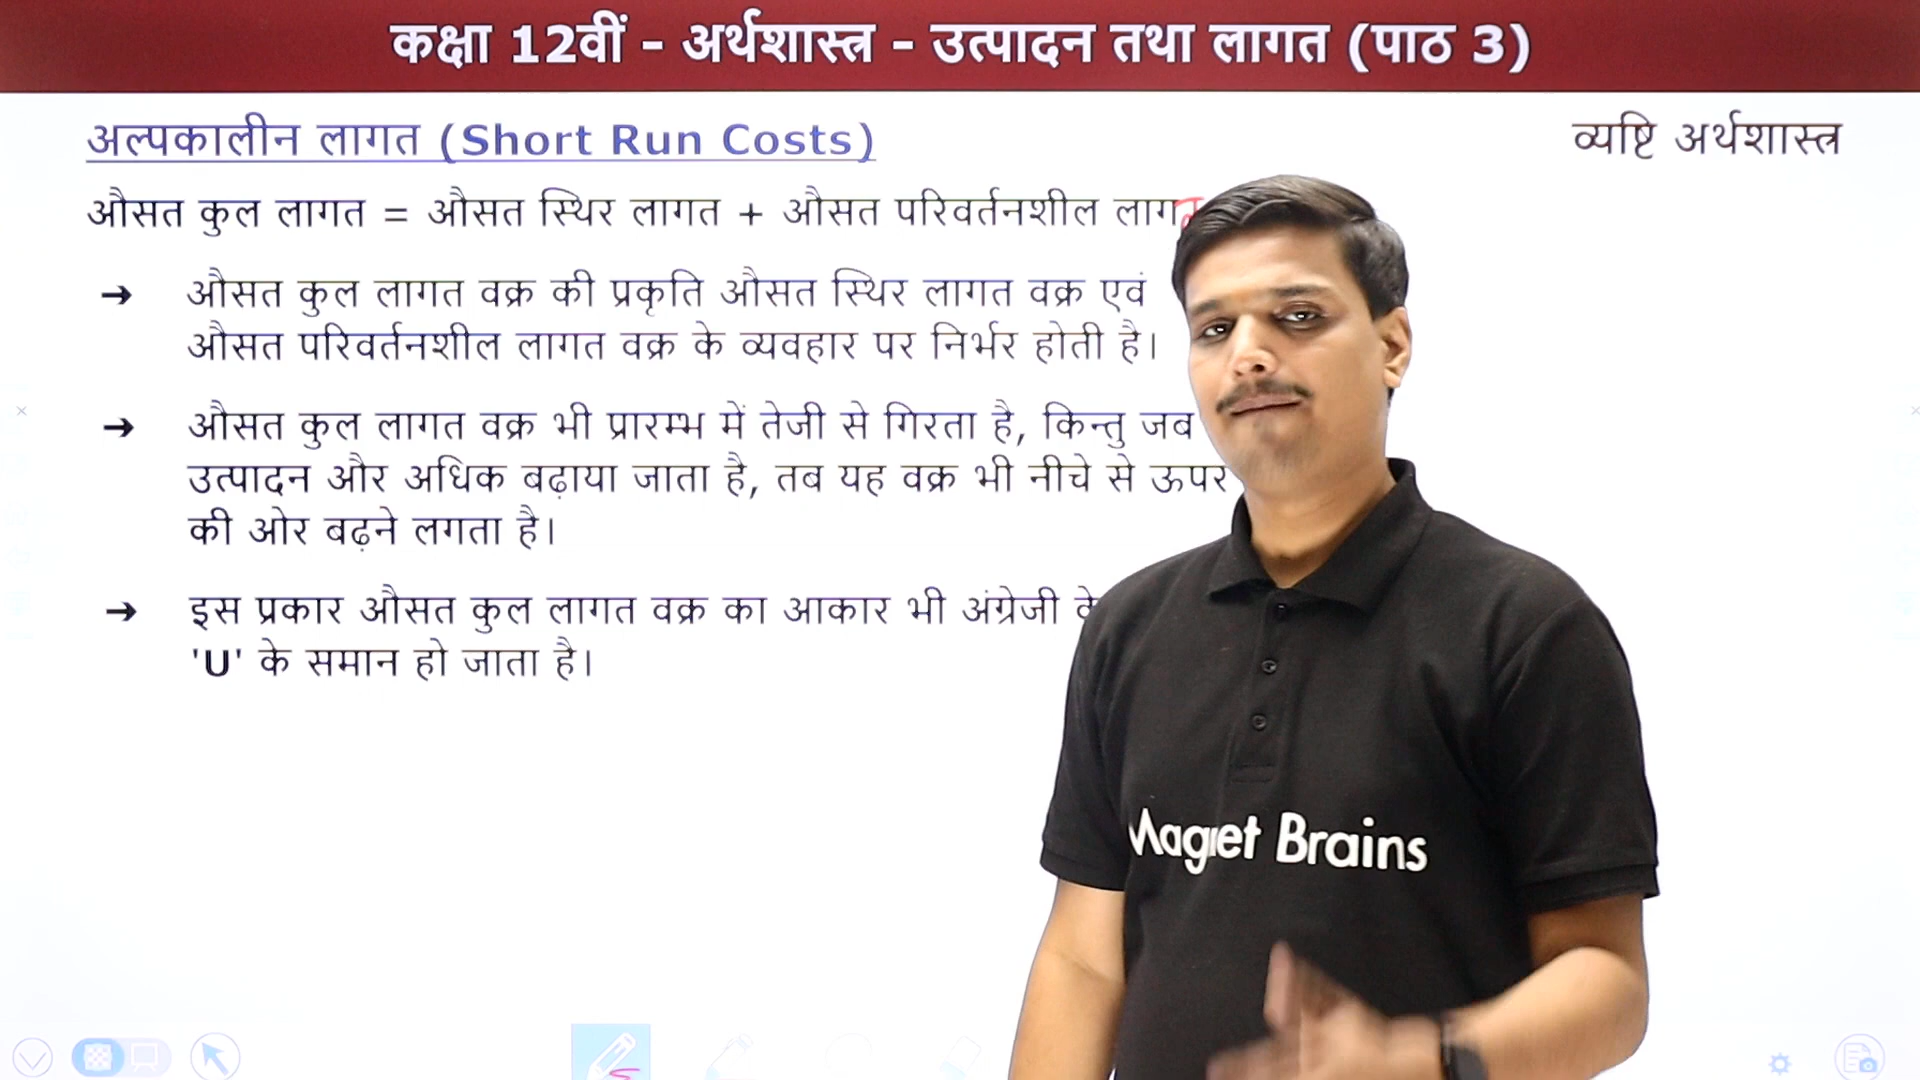 कक्षा 12वीं - अर्थशास्त्र - उत्पादन तथा लागत (पाठ 3)
अल्पकालीन लागत (Short Run Costs)
व्यष्टि अर्थशास्त्र
औसत कुल लागत = औसत स्थिर लागत + औसत परिवर्तनशील लागत
➔ औसत कुल लागत वक्र की प्रकृति औसत स्थिर लागत वक्र एवं
औसत परिवर्तनशील लागत वक्र के व्यवहार पर निर्भर होती है।
➔ औसत कुल लागत वक्र भी प्रारम्भ में तेजी से गिरता है, किन्तु जब
उत्पादन और अधिक बढ़ाया जाता है, तब यह वक्र भी नीचे से ऊपर
की ओर बढ़ने लगता है।
➔ इस प्रकार औसत कुल लागत वक्र का आकार भी अंग्रेजी के
'U' के समान हो जाता है।
Magnet Brains